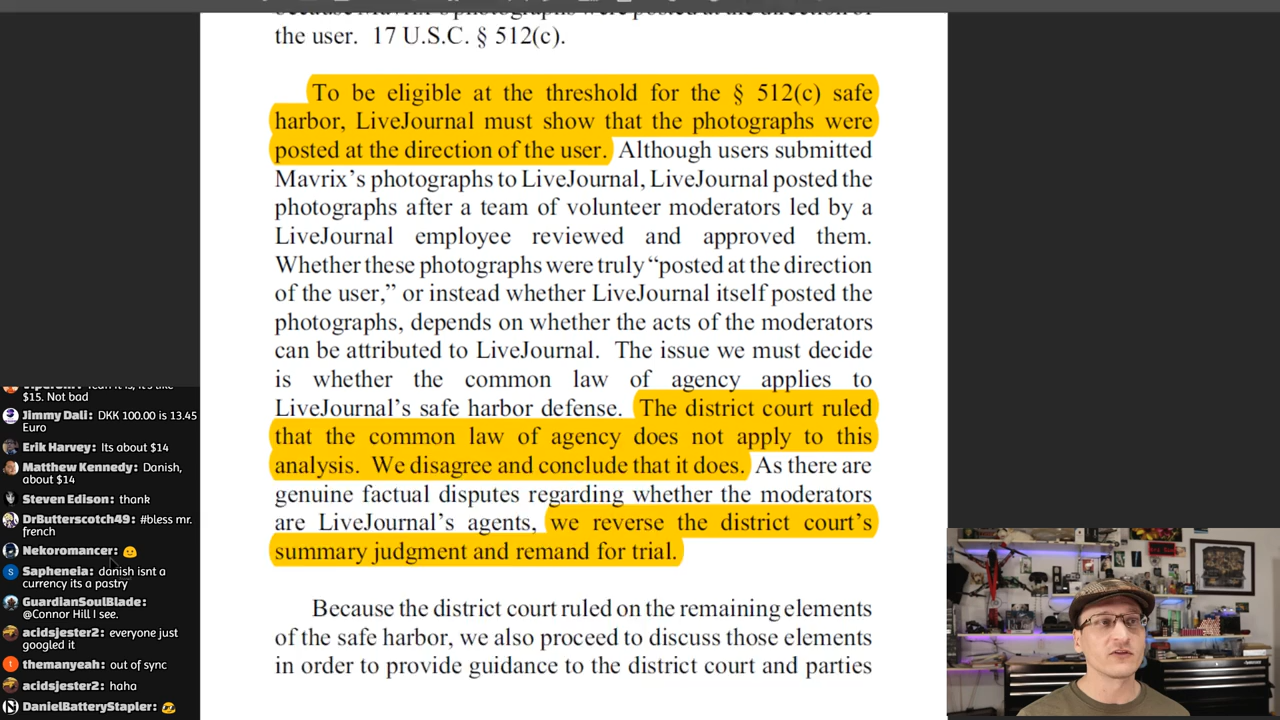 the user. 17 U.S.C. § 512(c).
To be eligible at the threshold for the § 512(c) safe
harbor, LiveJournal must show that the photographs were
posted at the direction of the user. Although users submitted
Mavrix’s photographs to LiveJournal, LiveJournal posted the
photographs after a team of volunteer moderators led by a
LiveJournal employee reviewed and approved them.
Whether these photographs were truly “posted at the direction
of the user,” or instead whether LiveJournal itself posted the
photographs, depends on whether the acts of the moderators
can be attributed to LiveJournal. The issue we must decide
is whether the common law of agency applies to
LiveJournal’s safe harbor defense. The district court ruled
that the common law of agency does not apply to this
analysis. We disagree and conclude that it does. As there are
genuine factual disputes regarding whether the moderators
are LiveJournal’s agents, we reverse the district court’s
summary judgment and remand for trial.
Because the district court ruled on the remaining elements
of the safe harbor, we also proceed to discuss those elements
in order to provide guidance to the district court and parties
$15. Not bad
Jimmy Dali: DKK 100.00 is 13.45
Euro
Erik Harvey: Its about $14
Matthew Kennedy: Danish,
about $14
Steven Edison: thank
DrButterscotch49: #bless mr.
french
Nekoromancer: 🙂
S Sapheneia: danish isnt a
currency its a pastry
GuardianSoulBlade:
@Connor Hill I see.
acidsjester2: everyone just
googled it
t themanyeah: out of sync
acidsjester2: haha
DanielBatteryStapler: